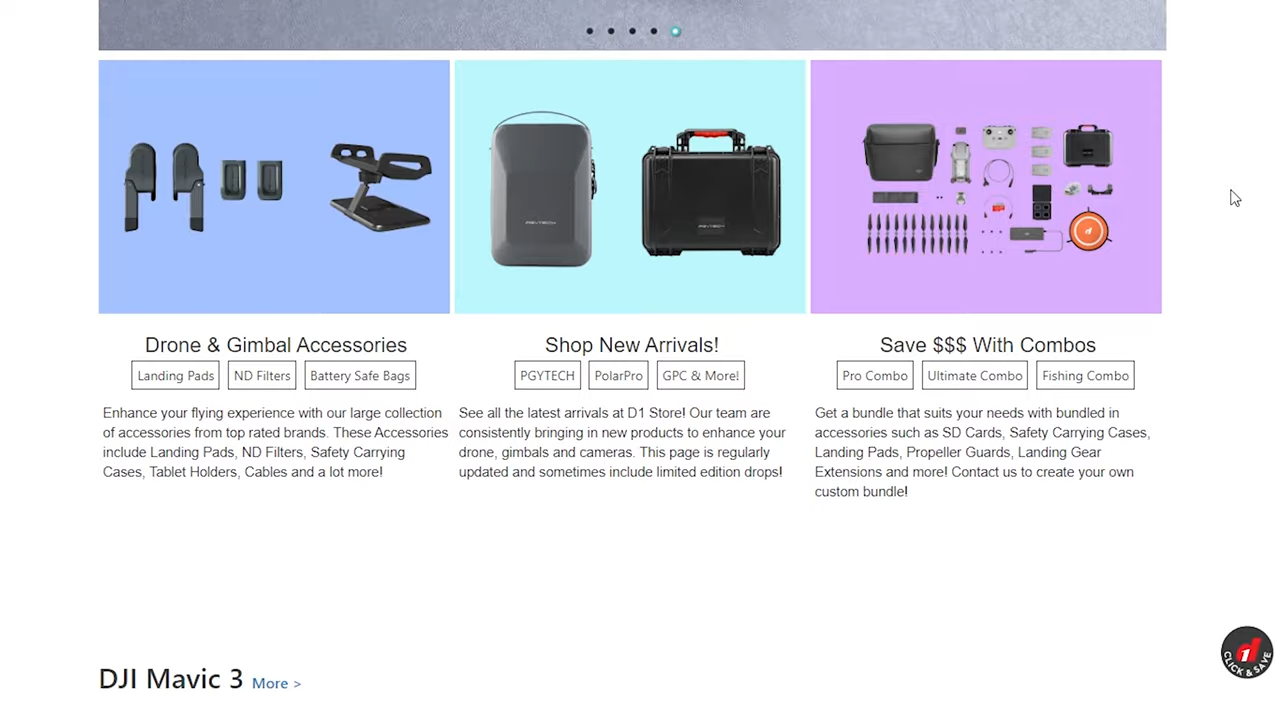 PGYTECH
PGYTECH
Drone & Gimbal Accessories
Landing Pads
ND Filters
Battery Safe Bags
Enhance your flying experience with our large collection
of accessories from top rated brands. These Accessories
include Landing Pads, ND Filters, Safety Carrying
Cases, Tablet Holders, Cables and a lot more!
Shop New Arrivals!
PGYTECH
PolarPro
GPC & More!
See all the latest arrivals at D1 Store! Our team are
consistently bringing in new products to enhance your
drone, gimbals and cameras. This page is regularly
updated and sometimes include limited edition drops!
Save $$$ With Combos
Pro Combo
Ultimate Combo
Fishing Combo
Get a bundle that suits your needs with bundled in
accessories such as SD Cards, Safety Carrying Cases,
Landing Pads, Propeller Guards, Landing Gear
Extensions and more! Contact us to create your own
custom bundle!
d1
CLICK & SAVE
DJI Mavic 3 More >